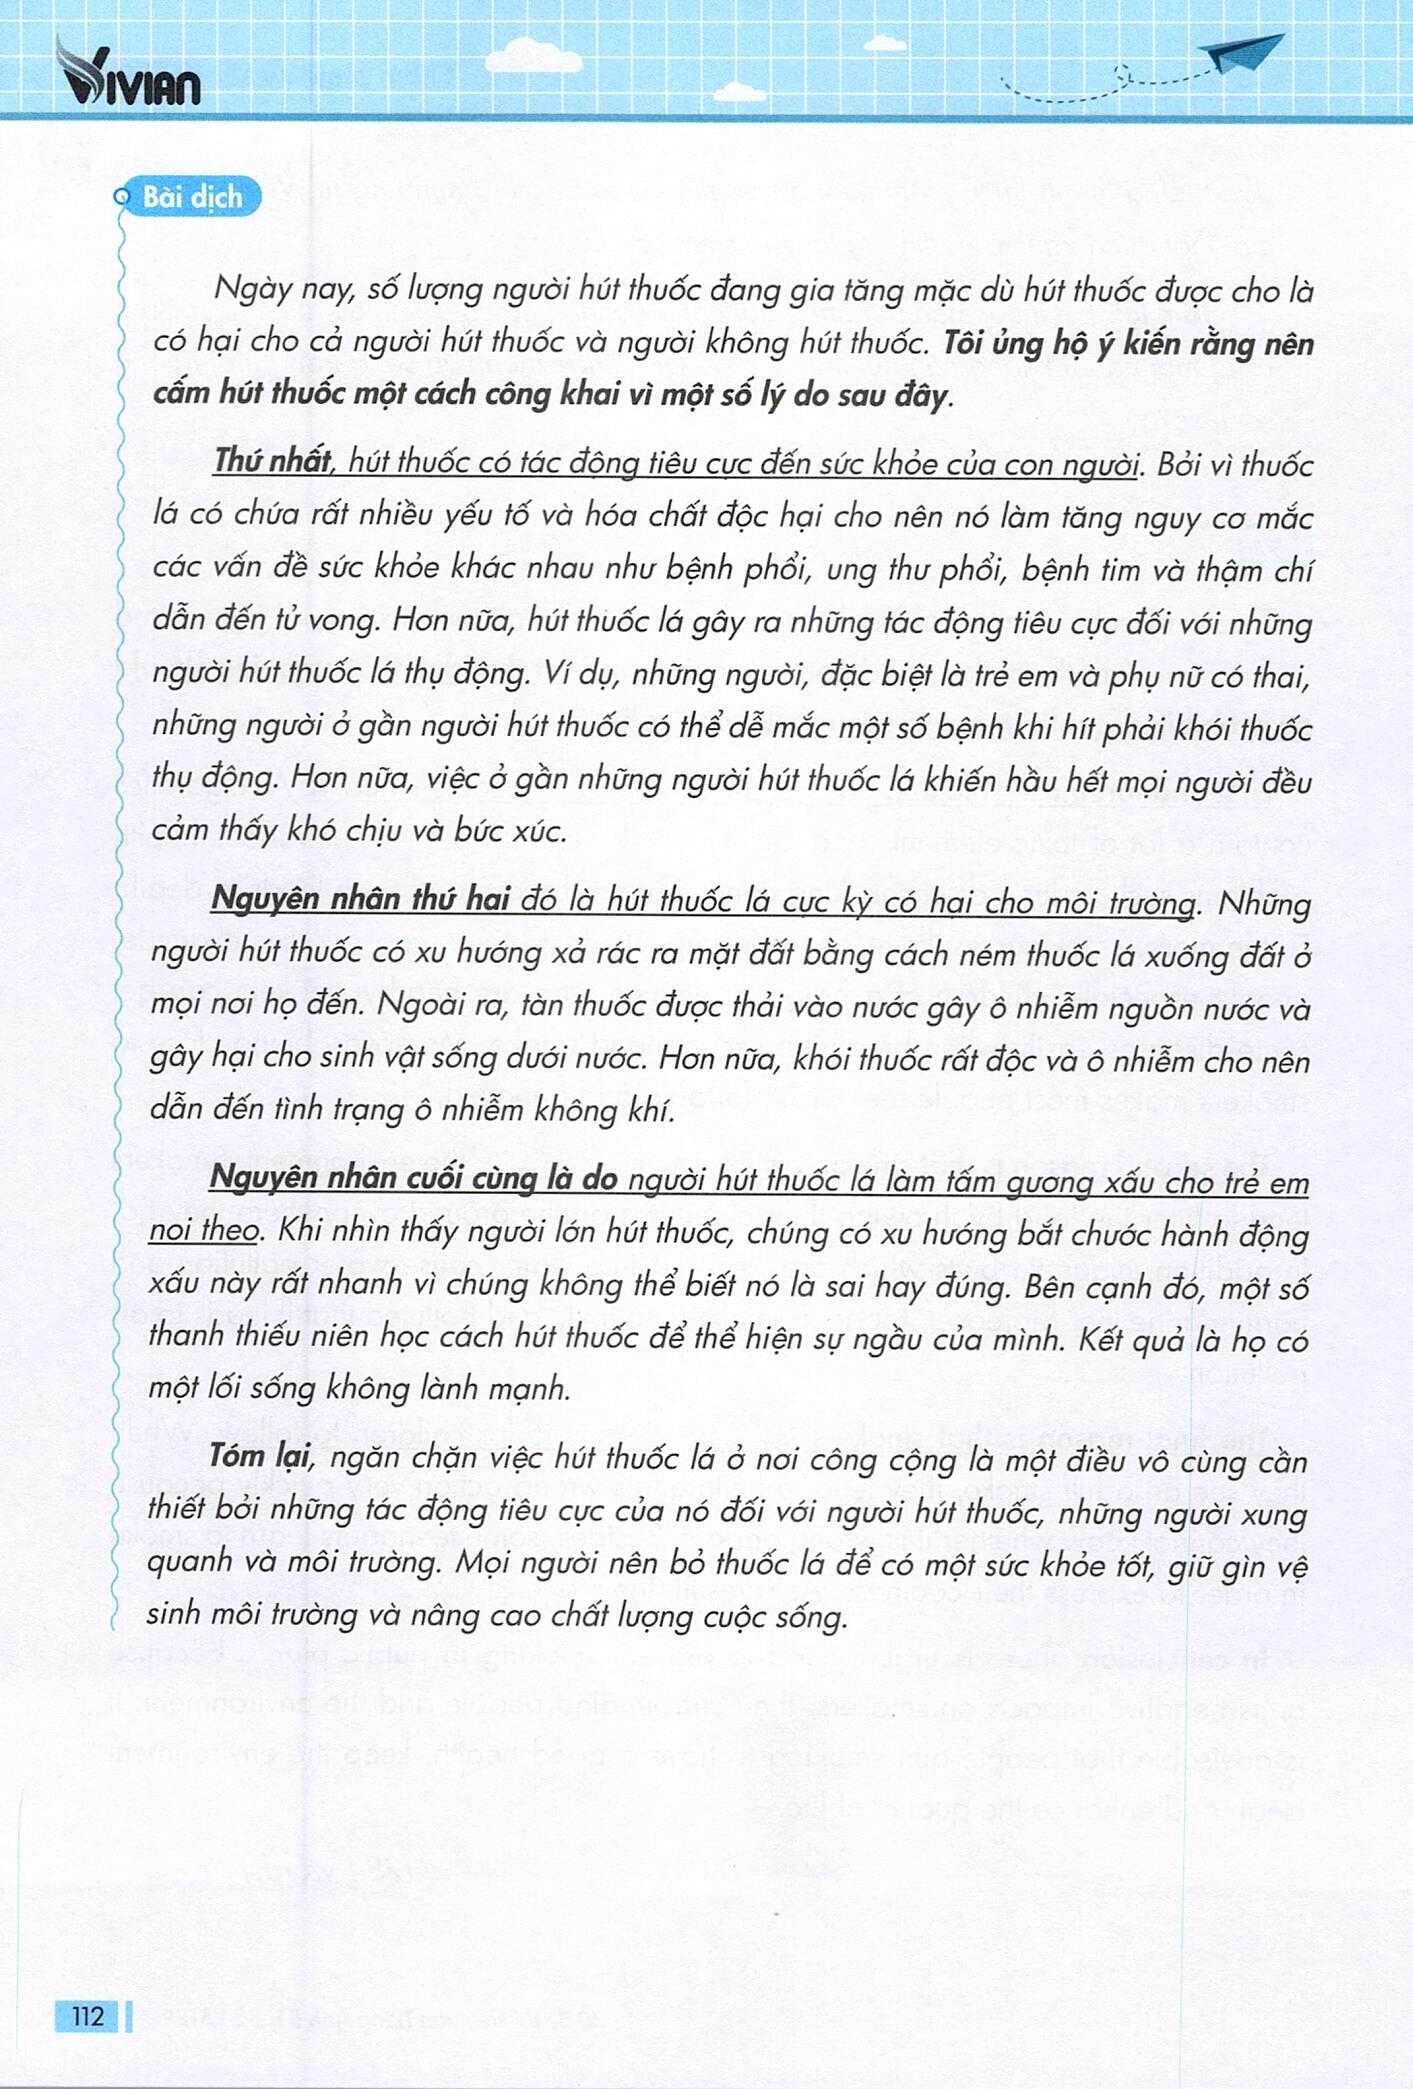 VIVIAN
Bài dịch
Ngày nay, số lượng người hút thuốc đang gia tăng mặc dù hút thuốc được cho là
có hại cho cả người hút thuốc và người không hút thuốc. Tôi ủng hộ ý kiến rằng nên
cấm hút thuốc một cách công khai vì một số lý do sau đây.
Thứ nhất, hút thuốc có tác động tiêu cực đến sức khỏe của con người. Bởi vì thuốc
lá có chứa rất nhiều yếu tố và hóa chất độc hại cho nên nó làm tăng nguy cơ mắc
các vấn đề sức khỏe khác nhau như bệnh phổi, ung thư phổi, bệnh tim và thậm chí
dẫn đến tử vong. Hơn nữa, hút thuốc lá gây ra những tác động tiêu cực đối với những
người hút thuốc lá thụ động. Ví dụ, những người, đặc biệt là trẻ em và phụ nữ có thai,
những người ở gần người hút thuốc có thể dễ mắc một số bệnh khi hít phải khói thuốc
thụ động. Hơn nữa, việc ở gần những người hút thuốc lá khiến hầu hết mọi người đều
cảm thấy khó chịu và bức xúc.
Nguyên nhân thứ hai đó là hút thuốc lá cực kỳ có hại cho môi trường. Những
người hút thuốc có xu hướng xả rác ra mặt đất bằng cách ném thuốc lá xuống đất ở
mọi nơi họ đến. Ngoài ra, tàn thuốc được thải vào nước gây ô nhiễm nguồn nước và
gây hại cho sinh vật sống dưới nước. Hơn nữa, khói thuốc rất độc và ô nhiễm cho nên
dẫn đến tình trạng ô nhiễm không khí.
Nguyên nhân cuối cùng là do người hút thuốc lá làm tấm gương xấu cho trẻ em
noi theo. Khi nhìn thấy người lớn hút thuốc, chúng có xu hướng bắt chước hành động
xấu này rất nhanh vì chúng không thể biết nó là sai hay đúng. Bên cạnh đó, một số
thanh thiếu niên học cách hút thuốc để thể hiện sự ngầu của mình. Kết quả là họ có
một lối sống không lành mạnh.
Tóm lại, ngăn chặn việc hút thuốc lá ở nơi công cộng là một điều vô cùng cần
thiết bởi những tác động tiêu cực của nó đối với người hút thuốc, những người xung
quanh và môi trường. Mọi người nên bỏ thuốc lá để có một sức khỏe tốt, giữ gìn vệ
sinh môi trường và nâng cao chất lượng cuộc sống.
112